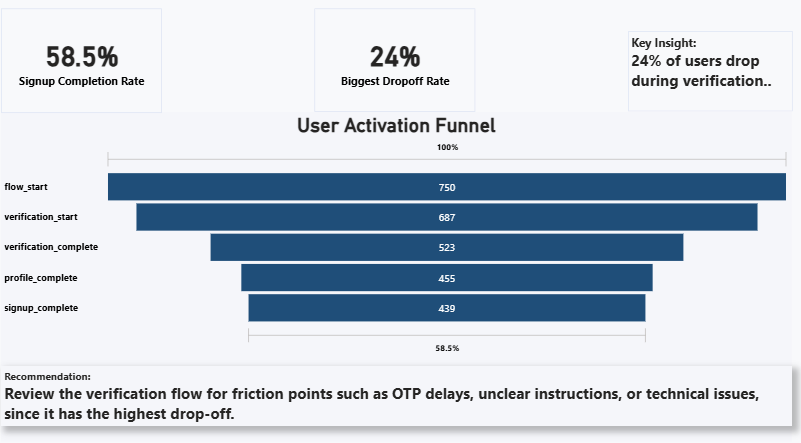 58.5%
Signup Completion Rate
24%
Biggest Dropoff Rate
Key Insight:
24% of users drop
during verification..
User Activation Funnel
100%
flow_start
750
verification_start
687
verification_complete
523
profile_complete
455
signup_complete
439
58.5%
Recommendation:
Review the verification flow for friction points such as OTP delays, unclear instructions, or technical issues,
since it has the highest drop-off.